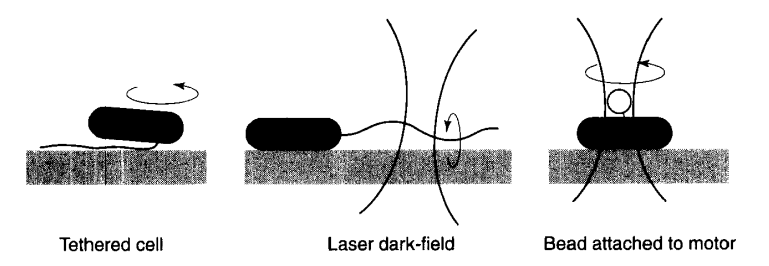 Tethered cell
Laser dark-field
Bead attached to motor